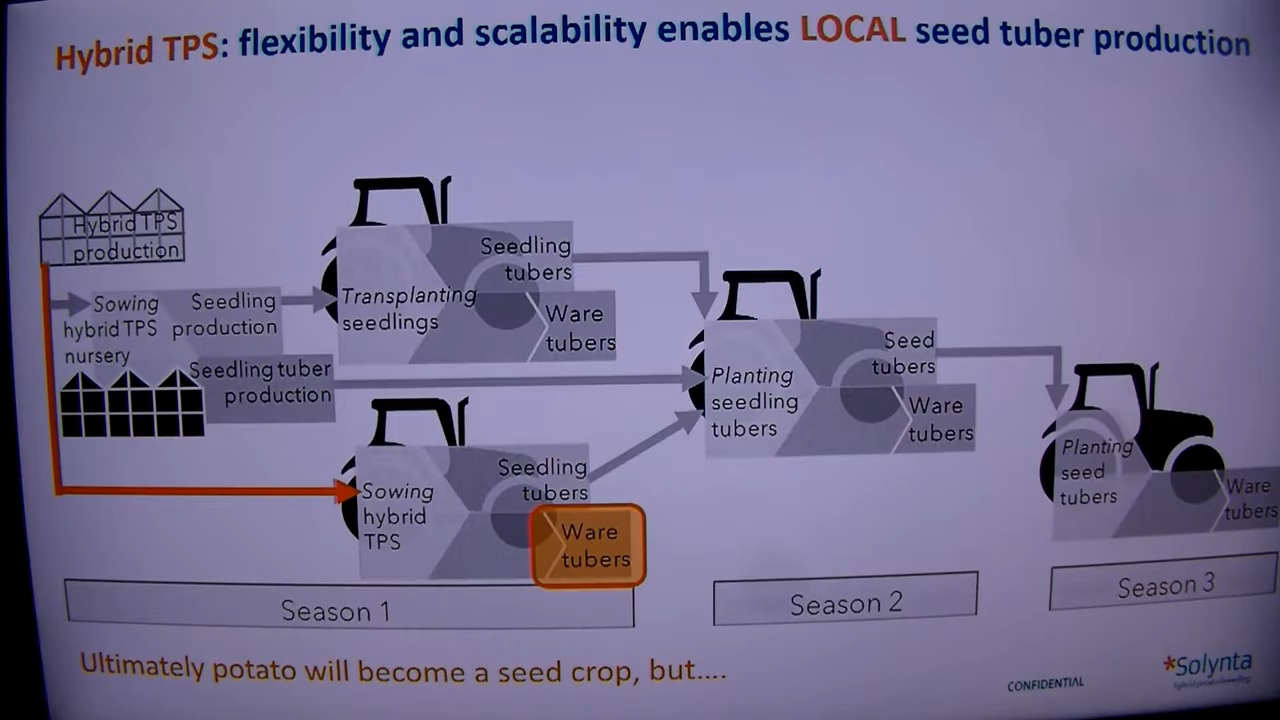 Hybrid TPS: flexibility and scalability enables LOCAL seed tuber production
Hybrid TPS
production
Sowing
hybrid TPS
nursery
Seedling
production
Seedling tuber
production
Transplanting
seedlings
Seedling
tubers
Ware
tubers
Sowing
hybrid
TPS
Seedling
tubers
Ware
tubers
Planting
seedling
tubers
Seed
tubers
Ware
tubers
Planting
seed
tubers
Ware
tubers
Season 1
Season 2
Season 3
Ultimately potato will become a seed crop, but....
CONFIDENTIAL
*Solynta